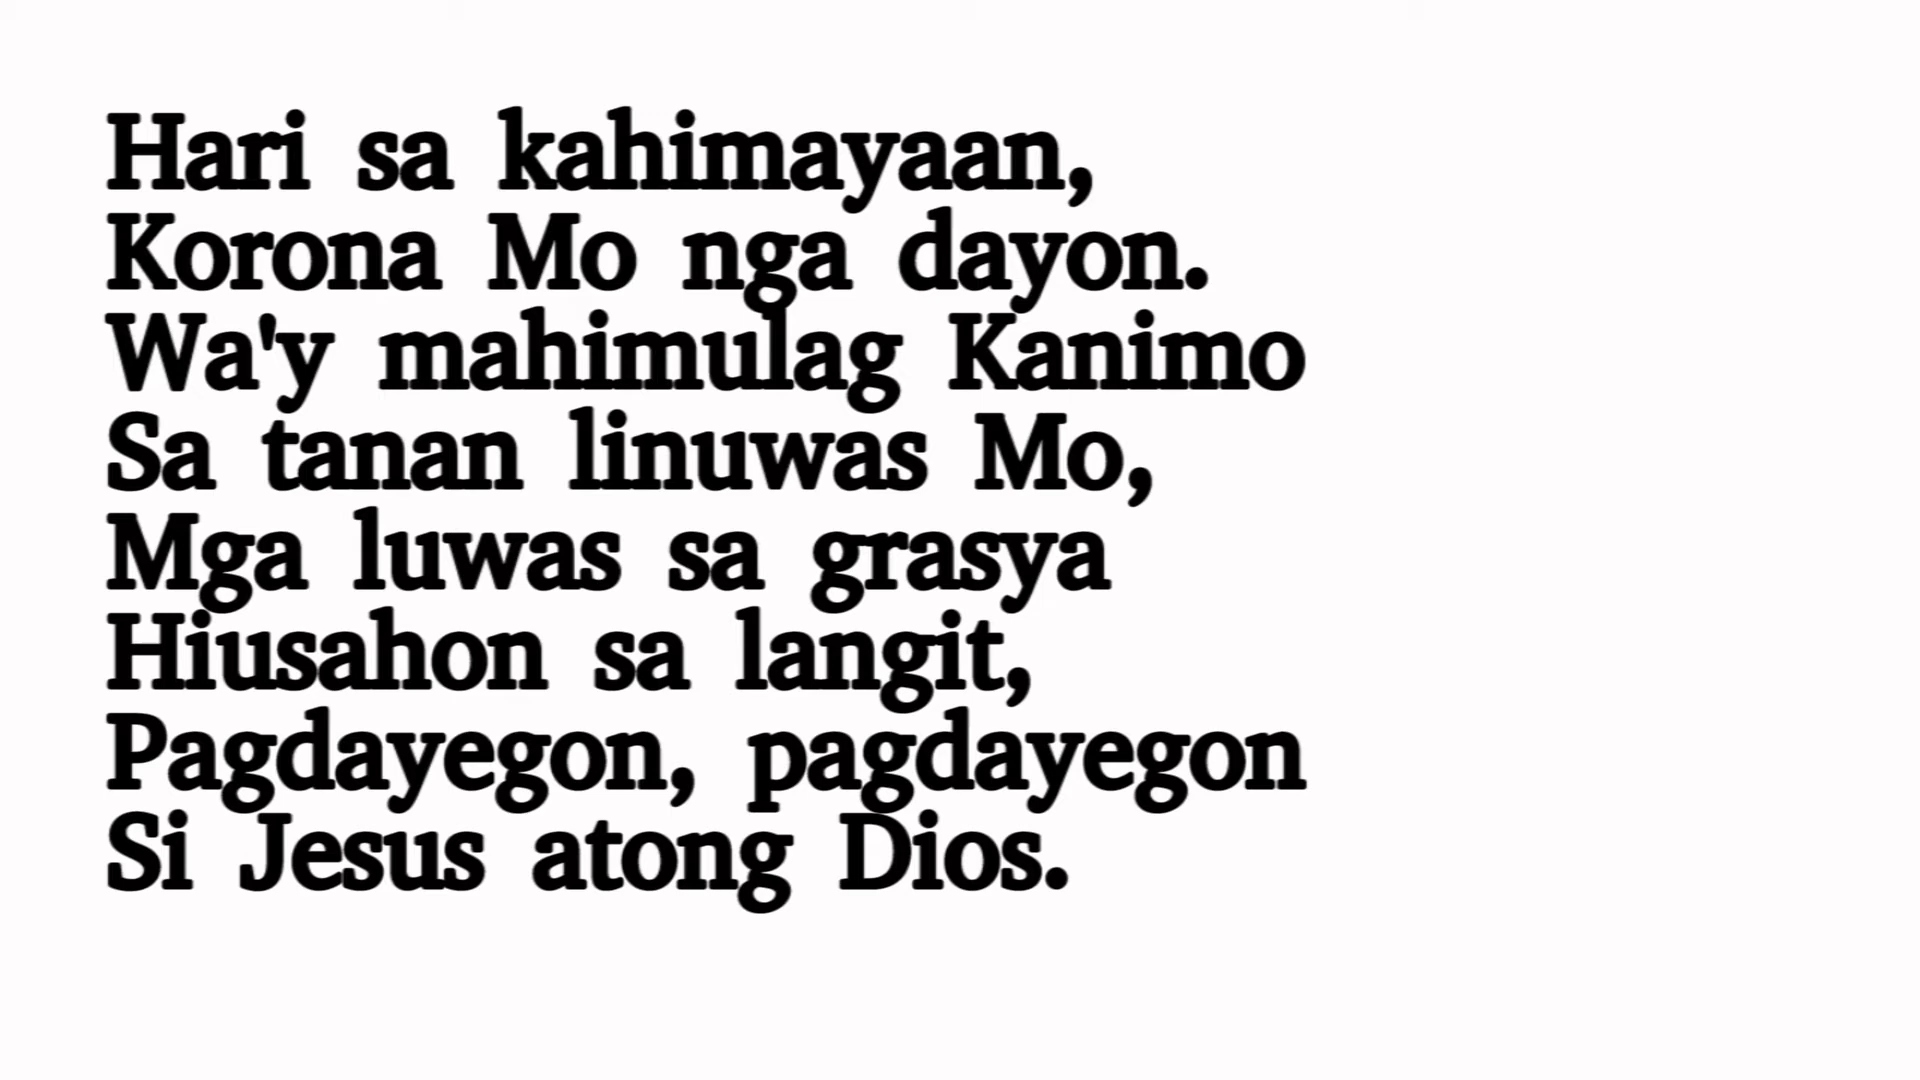 Hari sa kahimayaan,
Korona Mo nga dayon.
Wa'y mahimulag Kanimo
Sa tanan linuwas Mo,
Mga luwas sa grasya
Hiusahon sa langit,
Pagdayegon, pagdayegon
Si Jesus atong Dios.